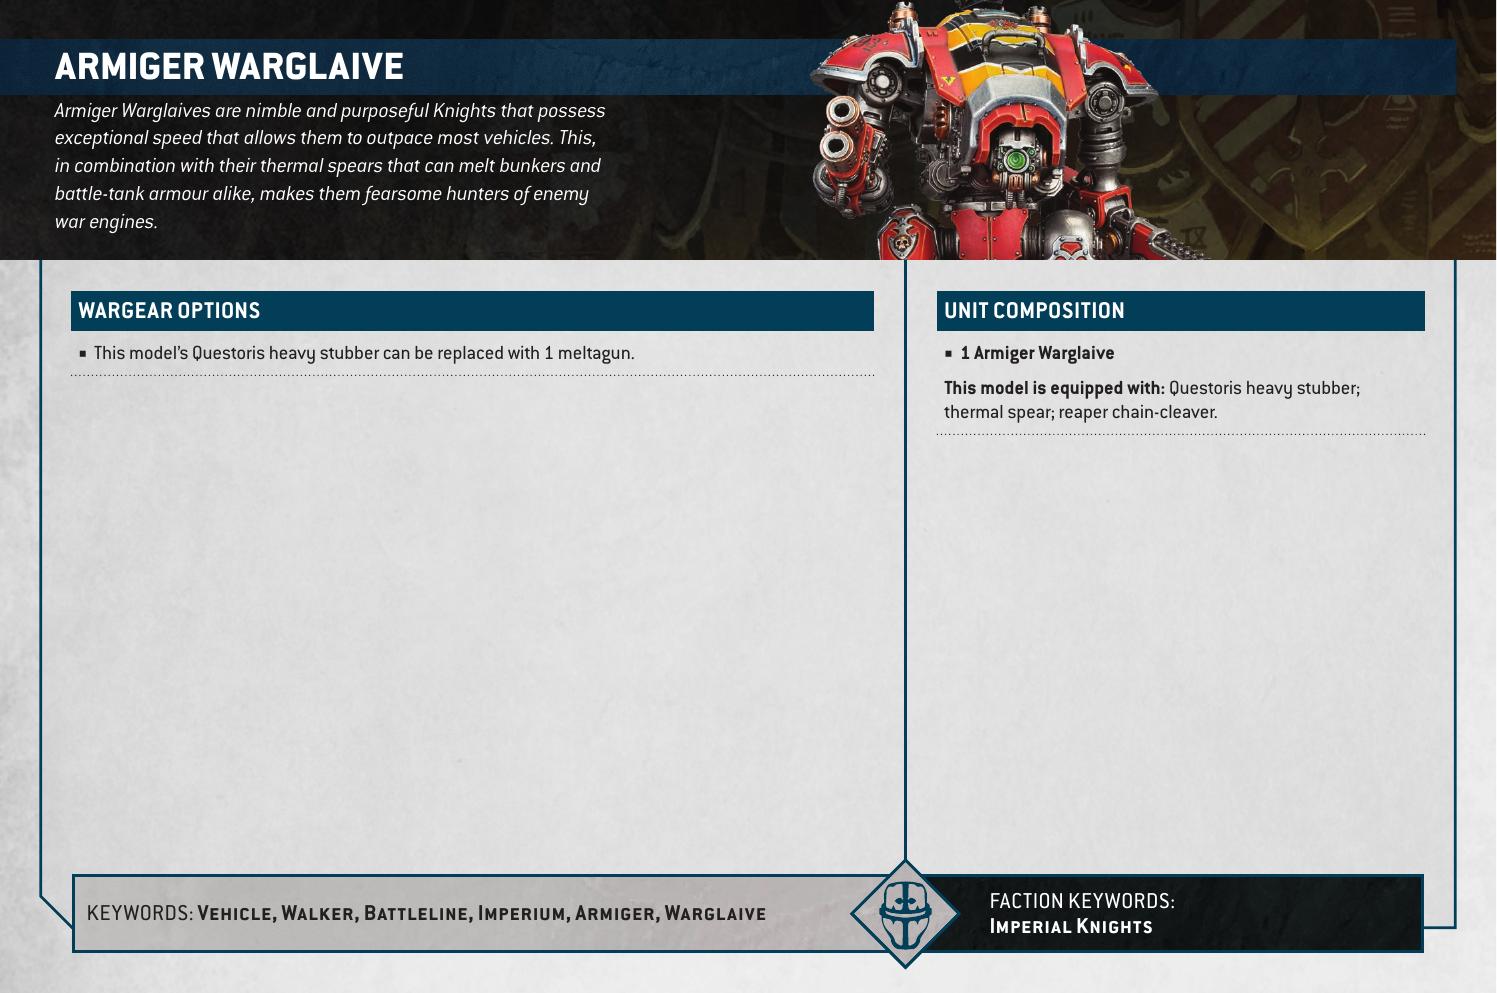 ARMIGER WARGLAIVE
Armiger Warglaives are nimble and purposeful Knights that possess
exceptional speed that allows them to outpace most vehicles. This,
in combination with their thermal spears that can melt bunkers and
battle-tank armour alike, makes them fearsome hunters of enemy
war engines.
WARGEAR OPTIONS
■ This model’s Questoris heavy stubber can be replaced with 1 meltagun.
UNIT COMPOSITION
■ 1 Armiger Warglaive
This model is equipped with: Questoris heavy stubber;
thermal spear; reaper chain-cleaver.
KEYWORDS: Vehicle, Walker, Battleline, Imperium, Armiger, Warglaive
FACTION KEYWORDS:
Imperial Knights